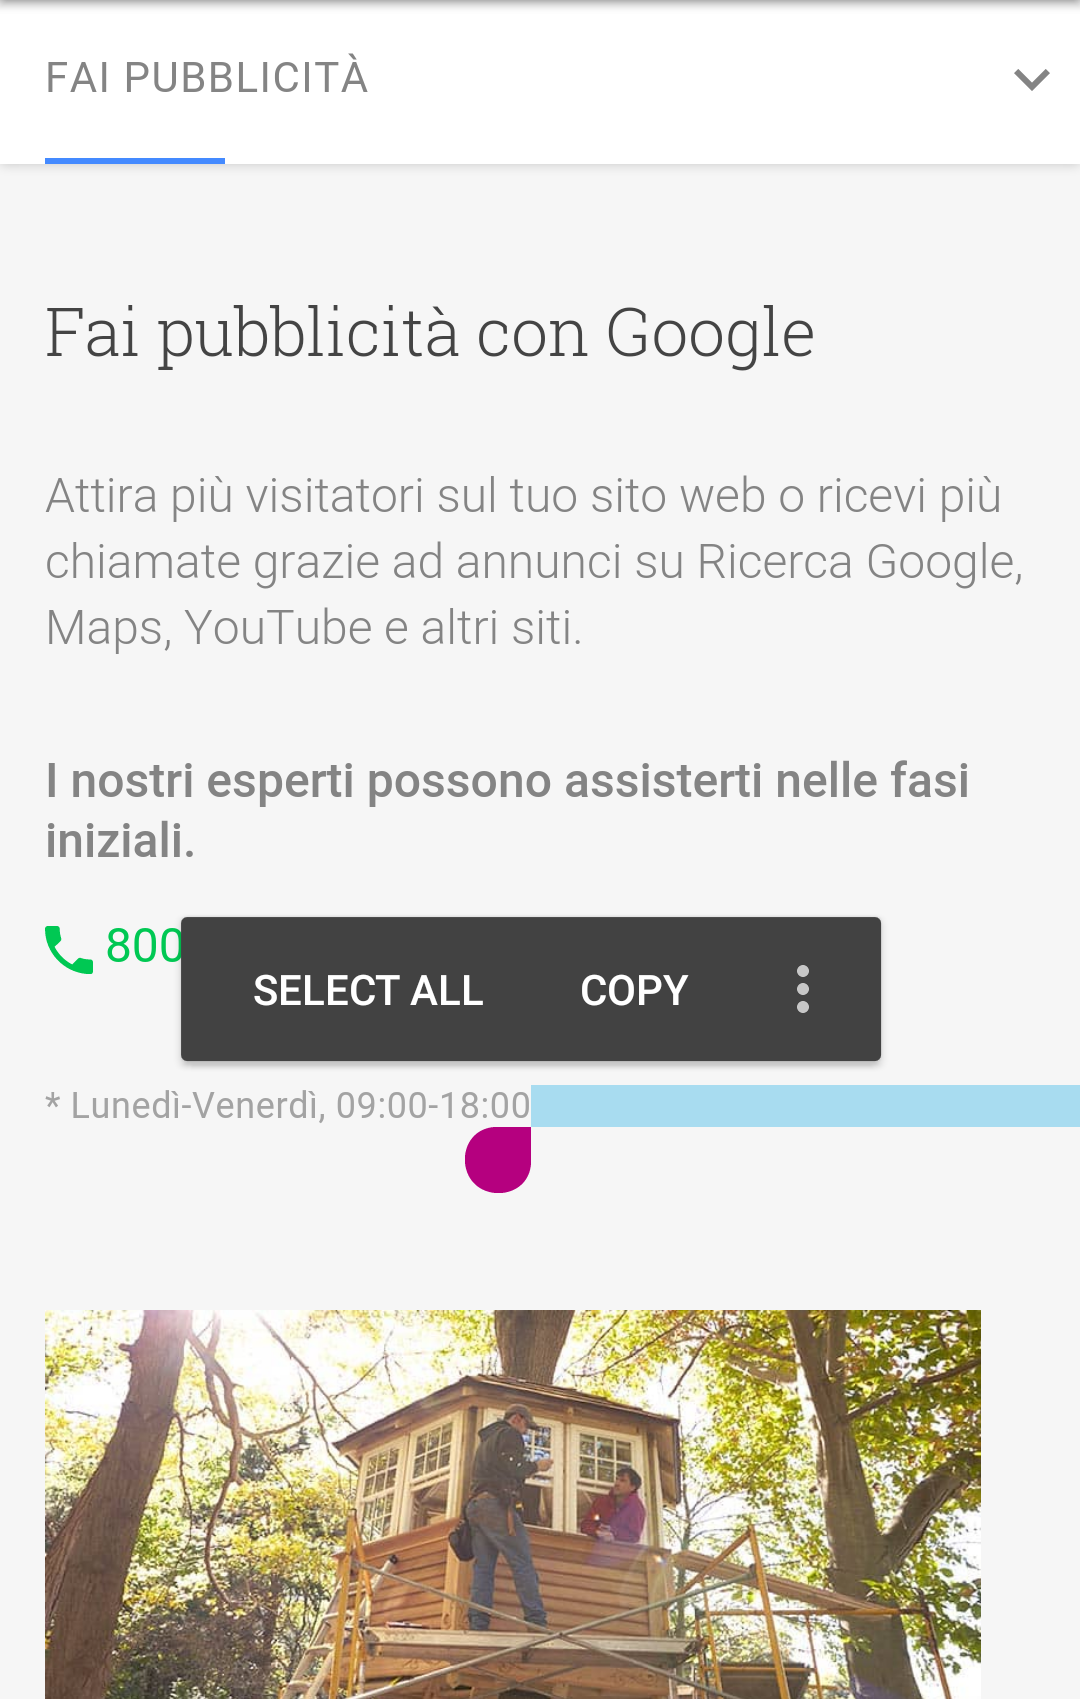 FAI PUBBLICITÀ
Fai pubblicità con Google
Attira più visitatori sul tuo sito web o ricevi più
chiamate grazie ad annunci su Ricerca Google,
Maps, YouTube e altri siti.
I nostri esperti possono assisterti nelle fasi
iniziali.
800
SELECT ALL COPY
* Lunedì-Venerdì, 09:00-18:00